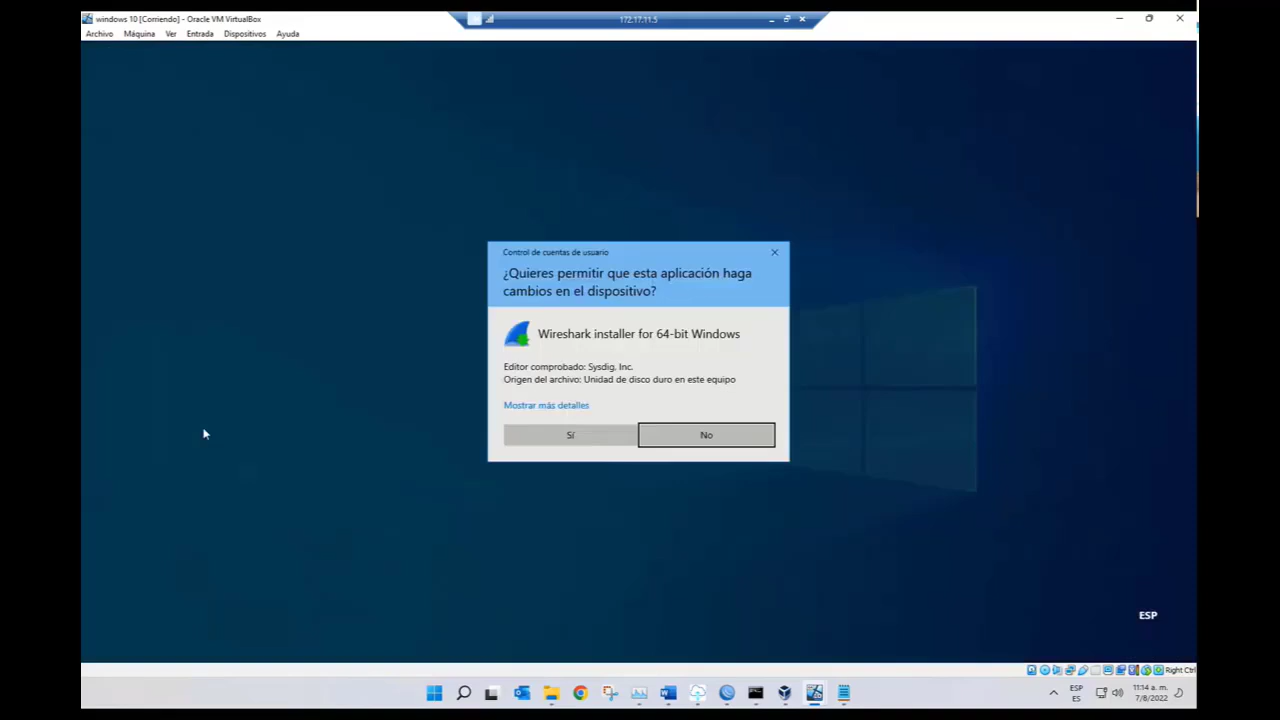 windows 10 [Corriendo] - Oracle VM VirtualBox
172.17.11.5
Archivo Máquina Ver Entrada Dispositivos Ayuda
Control de cuentas de usuario
¿Quieres permitir que esta aplicación haga
cambios en el dispositivo?
Wireshark installer for 64-bit Windows
Editor comprobado: Sysdig, Inc.
Origen del archivo: Unidad de disco duro en este equipo
Mostrar más detalles
Sí No
ESP
Right Ctrl
ESP
ES
11:14 a. m.
7/8/2022